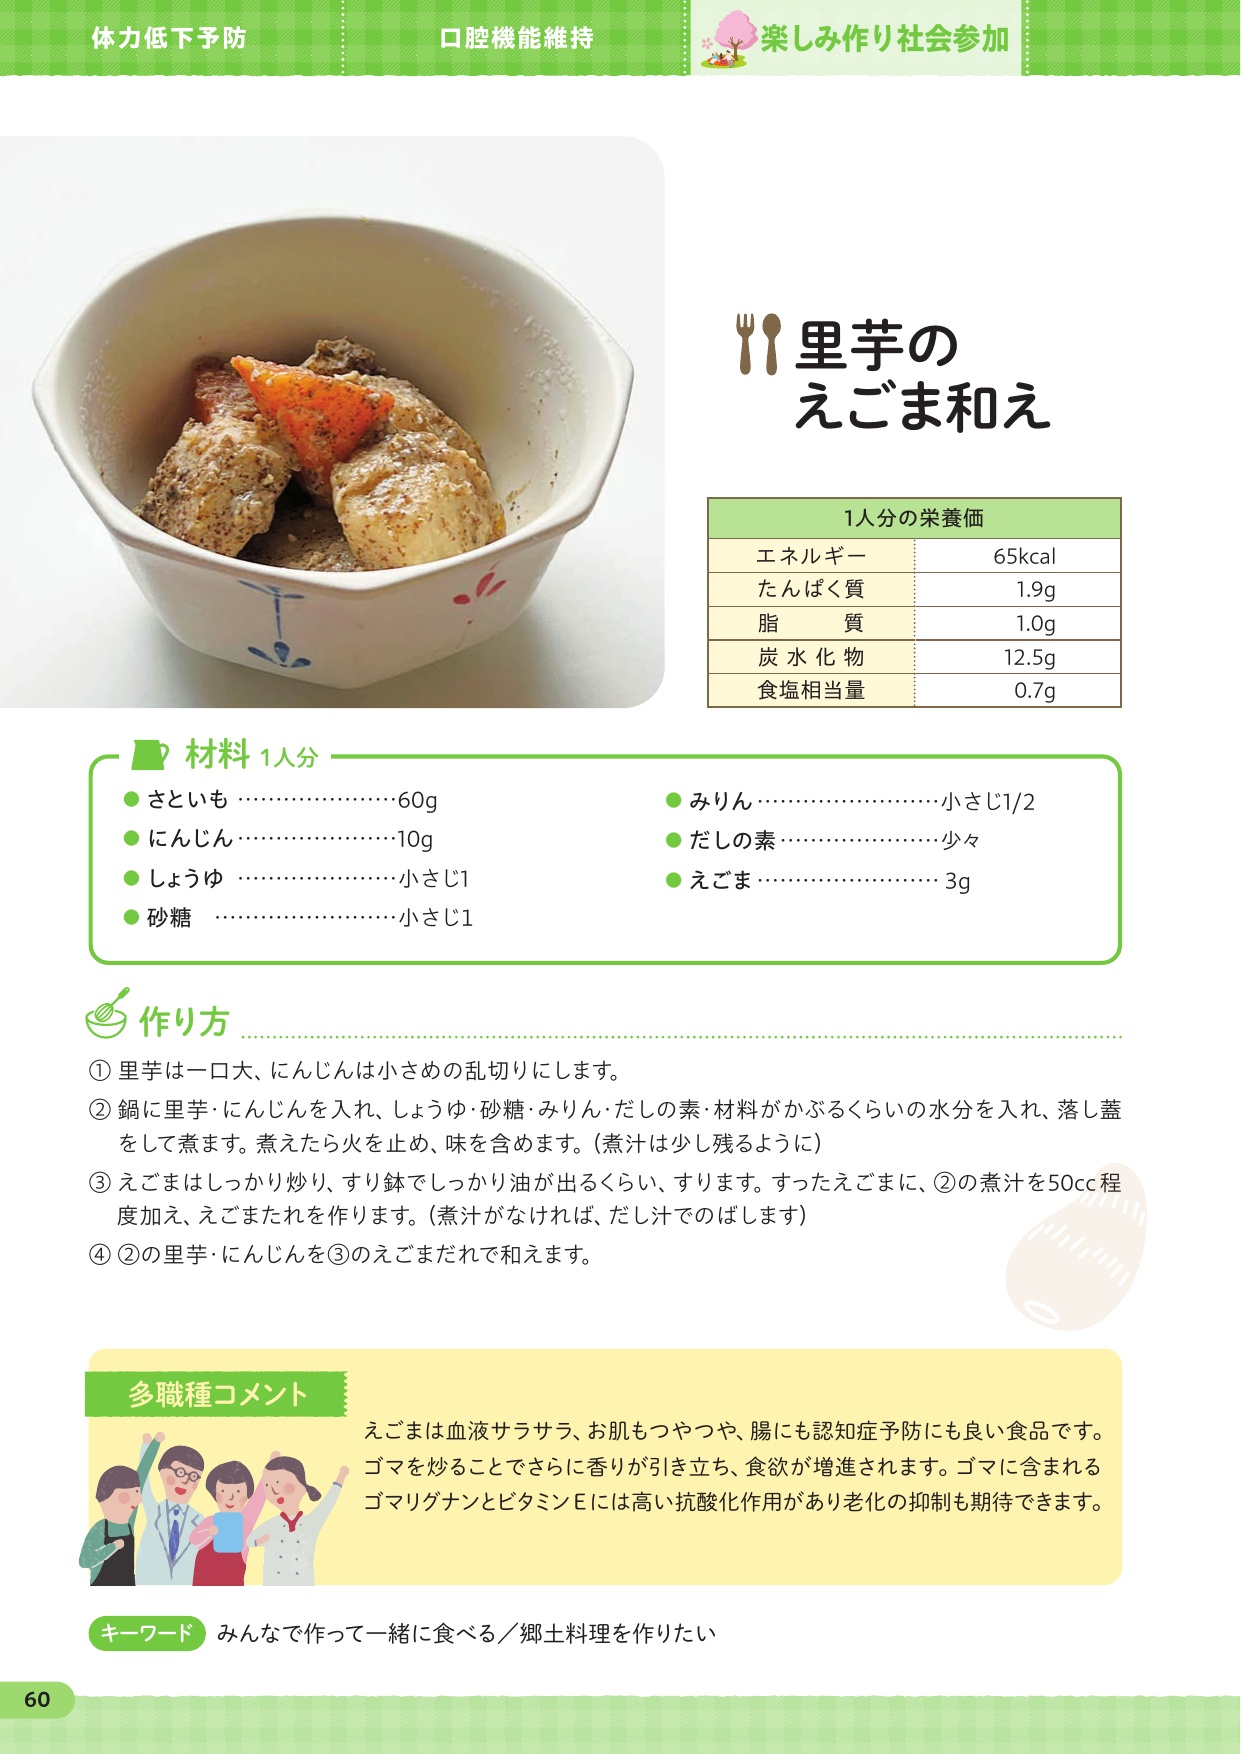 体力低下予防
口腔機能維持
楽しみ作り社会参加
里芋の
えごま和え
1人分の栄養価
エネルギー 65kcal
たんぱく質 1.9g
脂　　質 1.0g
炭水化物 12.5g
食塩相当量 0.7g
材料 1人分
● さといも …………………60g
● にんじん …………………10g
● しょうゆ …………………小さじ1
● 砂糖 ……………………小さじ1
● みりん ……………………小さじ1/2
● だしの素 …………………少々
● えごま …………………… 3g
作り方
① 里芋は一口大、にんじんは小さめの乱切りにします。
② 鍋に里芋・にんじんを入れ、しょうゆ・砂糖・みりん・だしの素・材料がかぶるくらいの水分を入れ、落し蓋
をして煮ます。煮えたら火を止め、味を含めます。（煮汁は少し残るように）
③ えごまはしっかり炒り、すり鉢でしっかり油が出るくらい、すります。すったえごまに、②の煮汁を50cc程
度加え、えごまたれを作ります。（煮汁がなければ、だし汁でのばします）
④ ②の里芋・にんじんを③のえごまだれで和えます。
多職種コメント
えごまは血液サラサラ、お肌もつやつや、腸にも認知症予防にも良い食品です。
ゴマを炒ることでさらに香りが引き立ち、食欲が増進されます。ゴマに含まれる
ゴマリグナンとビタミンEには高い抗酸化作用があり老化の抑制も期待できます。
キーワード みんなで作って一緒に食べる／郷土料理を作りたい
60